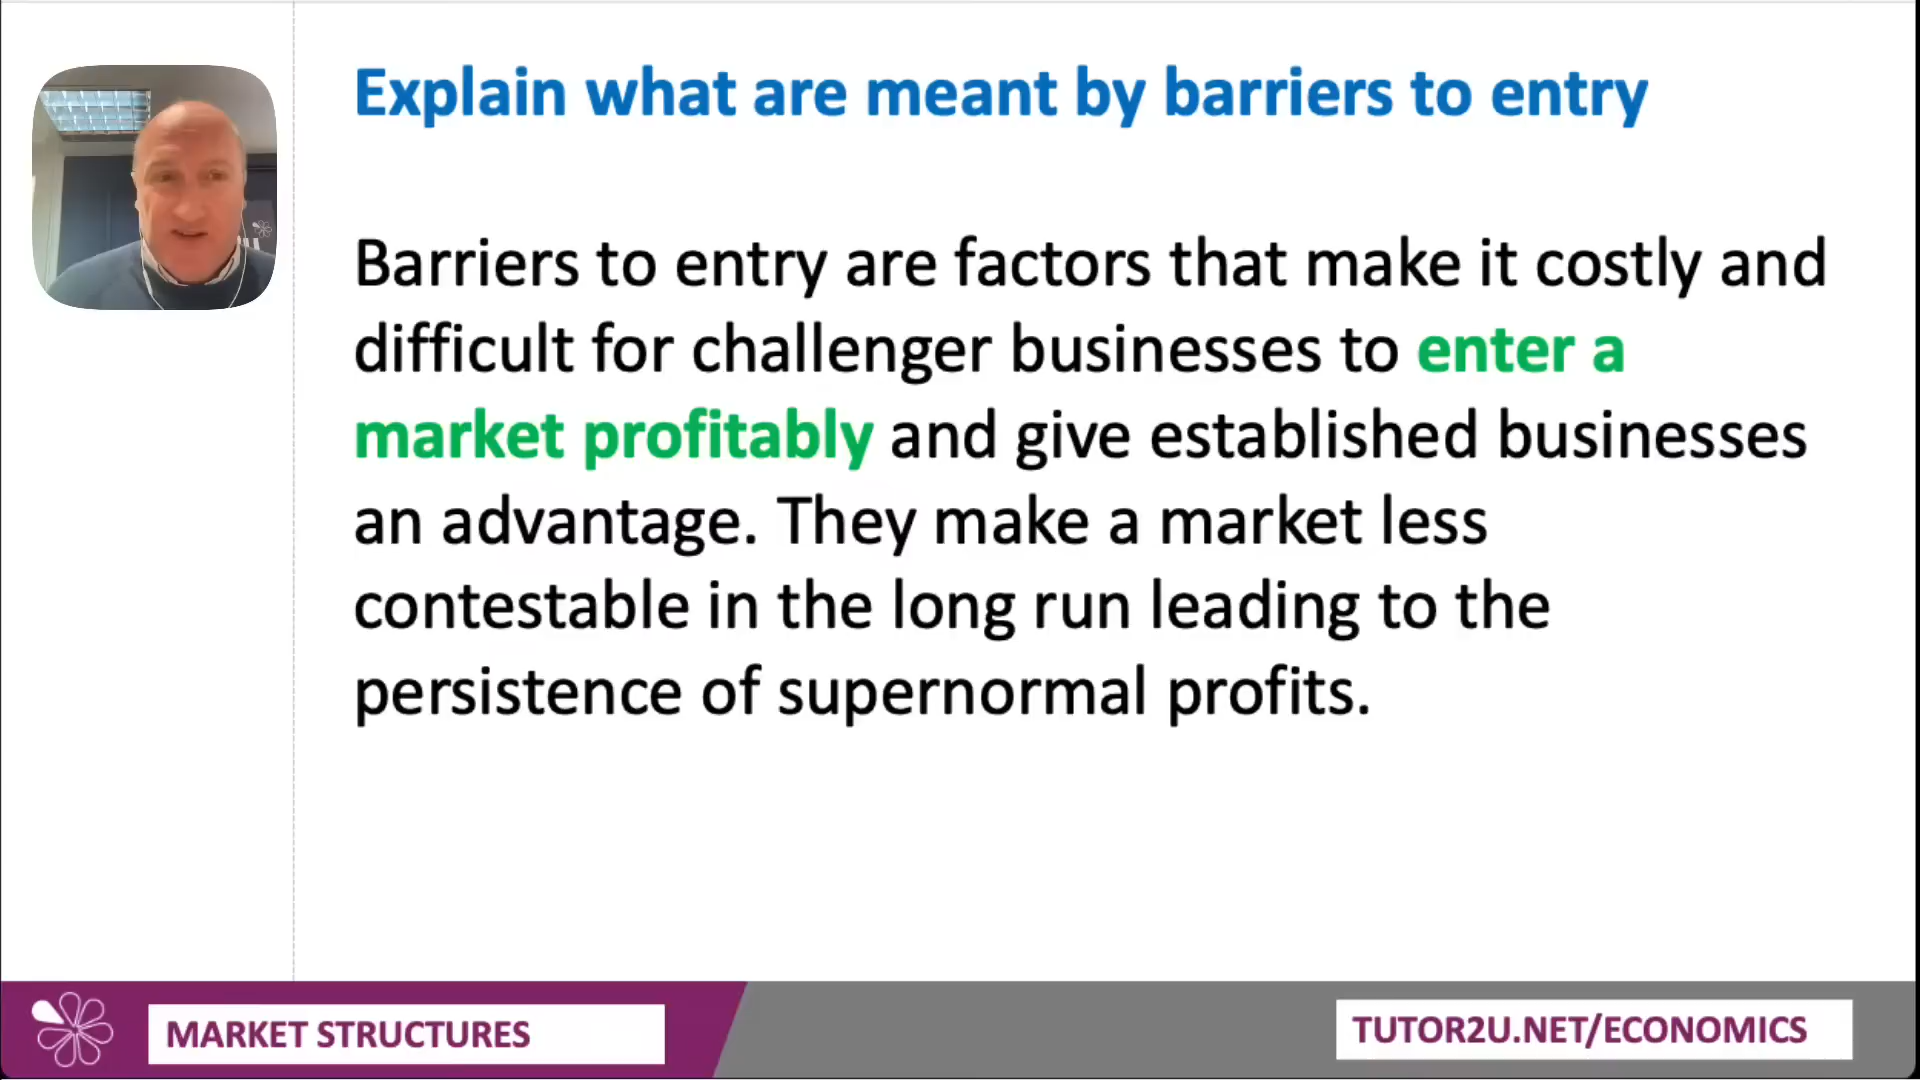 Explain what are meant by barriers to entry
Barriers to entry are factors that make it costly and
difficult for challenger businesses to enter a
market profitably and give established businesses
an advantage. They make a market less
contestable in the long run leading to the
persistence of supernormal profits.
MARKET STRUCTURES
TUTOR2U.NET/ECONOMICS